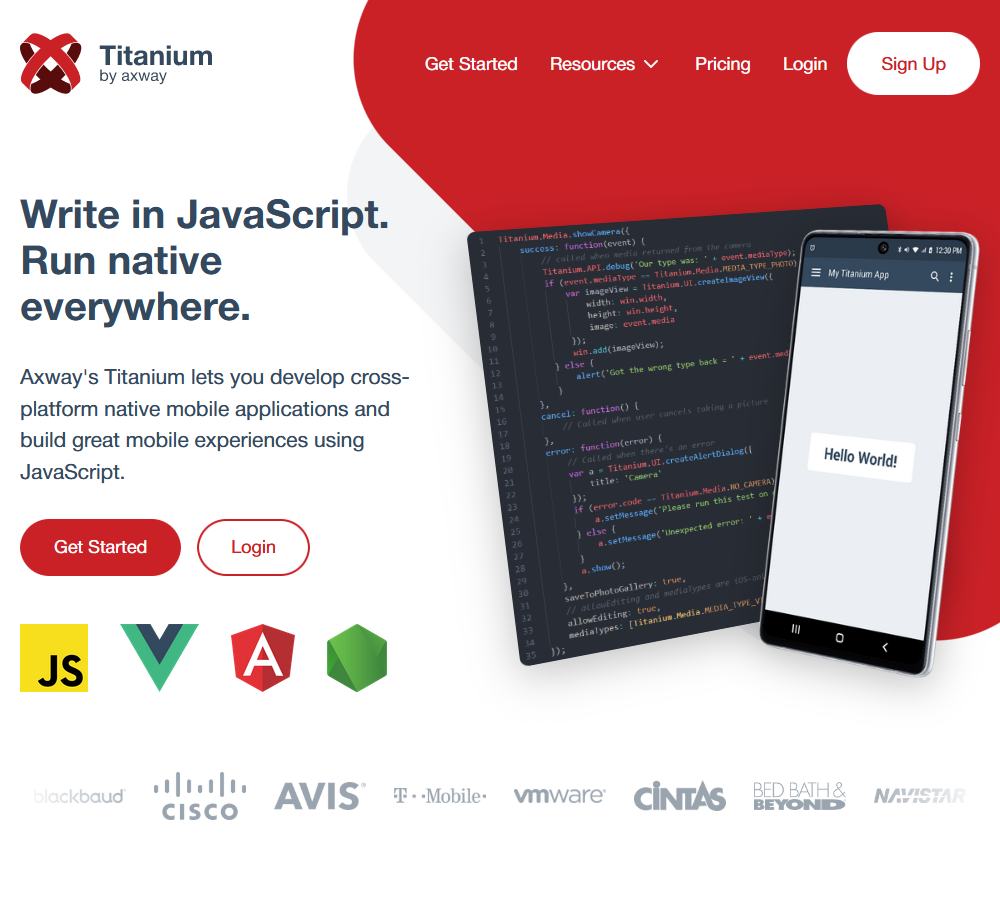 Titanium
by axway
Get Started
Resources
Pricing
Login
Sign Up
Write in JavaScript.
Run native
everywhere.
Axway's Titanium lets you develop cross-
platform native mobile applications and
build great mobile experiences using
JavaScript.
Get Started
Login
JS
A
1 Titanium.Media.showCamera({
2 success: function(event) {
3 // called when media returned from the camera
4 Titanium.API.debug('Our type was: ' + event.mediaType);
5 if (event.mediaType == Titanium.Media.MEDIA_TYPE_PHOTO)
6 var imageView = Titanium.UI.createImageView({
7 width: win.width,
8 height: win.height,
9 image: event.media
10 });
11 win.add(imageView);
12 } else {
13 alert('Got the wrong type back = ' + event.med
14 }
15 },
16 cancel: function() {
17 // Called when user cancels taking a picture
18 },
19 error: function(error) {
20 // Called when there's an error
21 var a = Titanium.UI.createAlertDialog({
22 title: 'Camera'
23 });
24 if (error.code == Titanium.Media.NO_CAMERA)
25 a.setMessage('Please run this test on
26 } else {
27 a.setMessage('Unexpected error: ' +
28 }
29 a.show();
30 },
31 saveToPhotoGallery: true,
32 // allowEditing and mediaTypes are iOS-on
33 allowEditing: true,
34 mediaTypes: [Titanium.Media.MEDIA_TYPE_V
35 });
12:30 PM
My Titanium App
Hello World!
blackbaud
CISCO
AVIS
T··Mobile·
vmware
CINTAS
BED BATH &
BEYOND
NAVISTAR